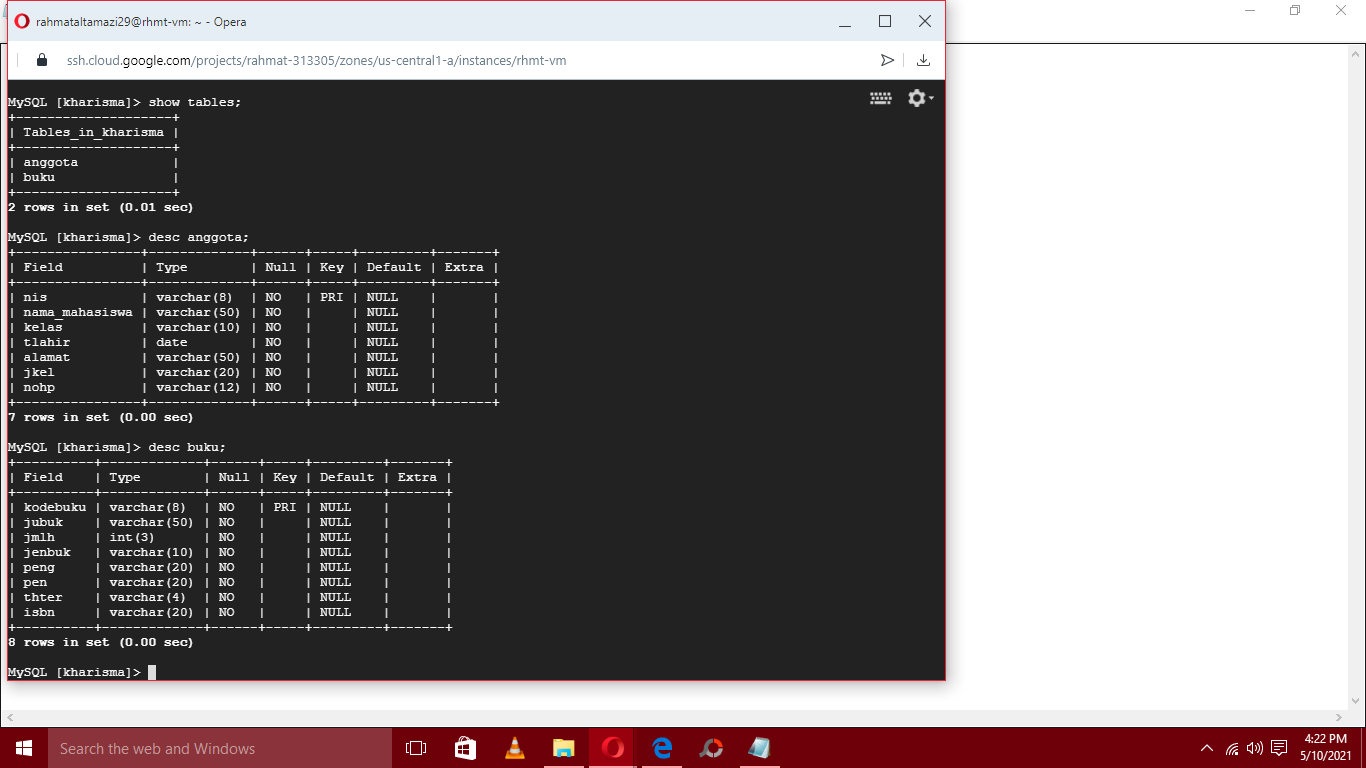 rahmataltamazi29@rhmt-vm: ~ - Opera
ssh.cloud.google.com/projects/rahmat-313305/zones/us-central1-a/instances/rhmt-vm
MySQL [kharisma]> show tables;
+--------------------+
| Tables_in_kharisma |
+--------------------+
| anggota            |
| buku               |
+--------------------+
2 rows in set (0.01 sec)
MySQL [kharisma]> desc anggota;
+----------------+-------------+------+-----+---------+-------+
| Field          | Type        | Null | Key | Default | Extra |
+----------------+-------------+------+-----+---------+-------+
| nis            | varchar(8)  | NO   | PRI | NULL    |       |
| nama_mahasiswa | varchar(50) | NO   |     | NULL    |       |
| kelas          | varchar(10) | NO   |     | NULL    |       |
| tlahir         | date        | NO   |     | NULL    |       |
| alamat         | varchar(50) | NO   |     | NULL    |       |
| jkel           | varchar(20) | NO   |     | NULL    |       |
| nohp           | varchar(12) | NO   |     | NULL    |       |
+----------------+-------------+------+-----+---------+-------+
7 rows in set (0.00 sec)
MySQL [kharisma]> desc buku;
+----------+-------------+------+-----+---------+-------+
| Field    | Type        | Null | Key | Default | Extra |
+----------+-------------+------+-----+---------+-------+
| kodebuku | varchar(8)  | NO   | PRI | NULL    |       |
| jubuk    | varchar(50) | NO   |     | NULL    |       |
| jmlh     | int(3)      | NO   |     | NULL    |       |
| jenbuk   | varchar(10) | NO   |     | NULL    |       |
| peng     | varchar(20) | NO   |     | NULL    |       |
| pen      | varchar(20) | NO   |     | NULL    |       |
| thter    | varchar(4)  | NO   |     | NULL    |       |
| isbn     | varchar(20) | NO   |     | NULL    |       |
+----------+-------------+------+-----+---------+-------+
8 rows in set (0.00 sec)
MySQL [kharisma]>
Search the web and Windows
4:22 PM
5/10/2021